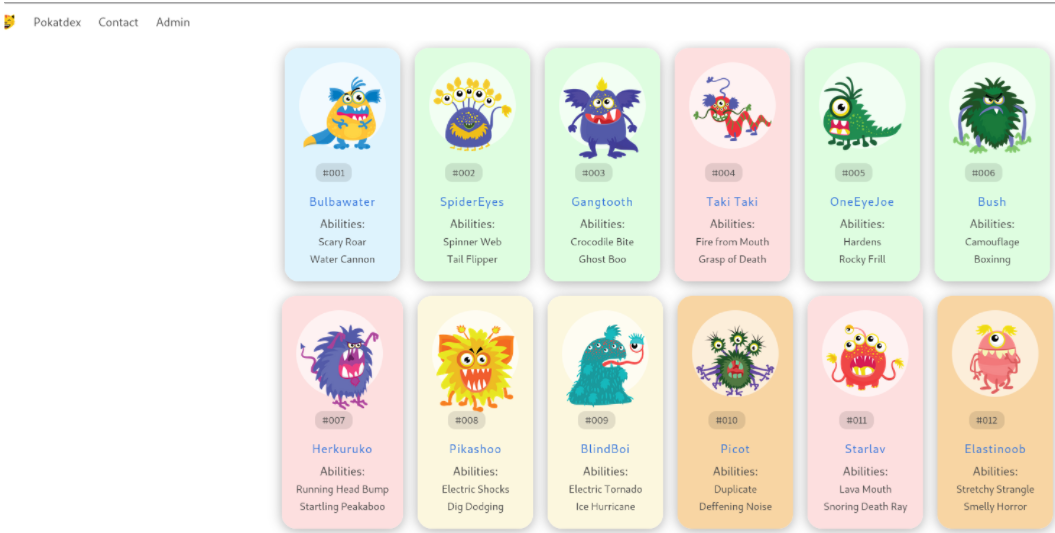 Pokatdex Contact Admin
#001 #002 #003 #004 #005 #006
Bulbawater SpiderEyes Gangtooth Taki Taki OneEyeJoe Bush
Abilities: Abilities: Abilities: Abilities: Abilities: Abilities:
Scary Roar Spinner Web Crocodile Bite Fire from Mouth Hardens Camouflage
Water Cannon Tail Flipper Ghost Boo Grasp of Death Rocky Frill Boxinng
#007 #008 #009 #010 #011 #012
Herkuruko Pikashoo BlindBoi Picot Starlav Elastinoob
Abilities: Abilities: Abilities: Abilities: Abilities: Abilities:
Running Head Bump Electric Shocks Electric Tornado Duplicate Lava Mouth Stretchy Strangle
Startling Peakaboo Dig Dodging Ice Hurricane Deffening Noise Snoring Death Ray Smelly Horror